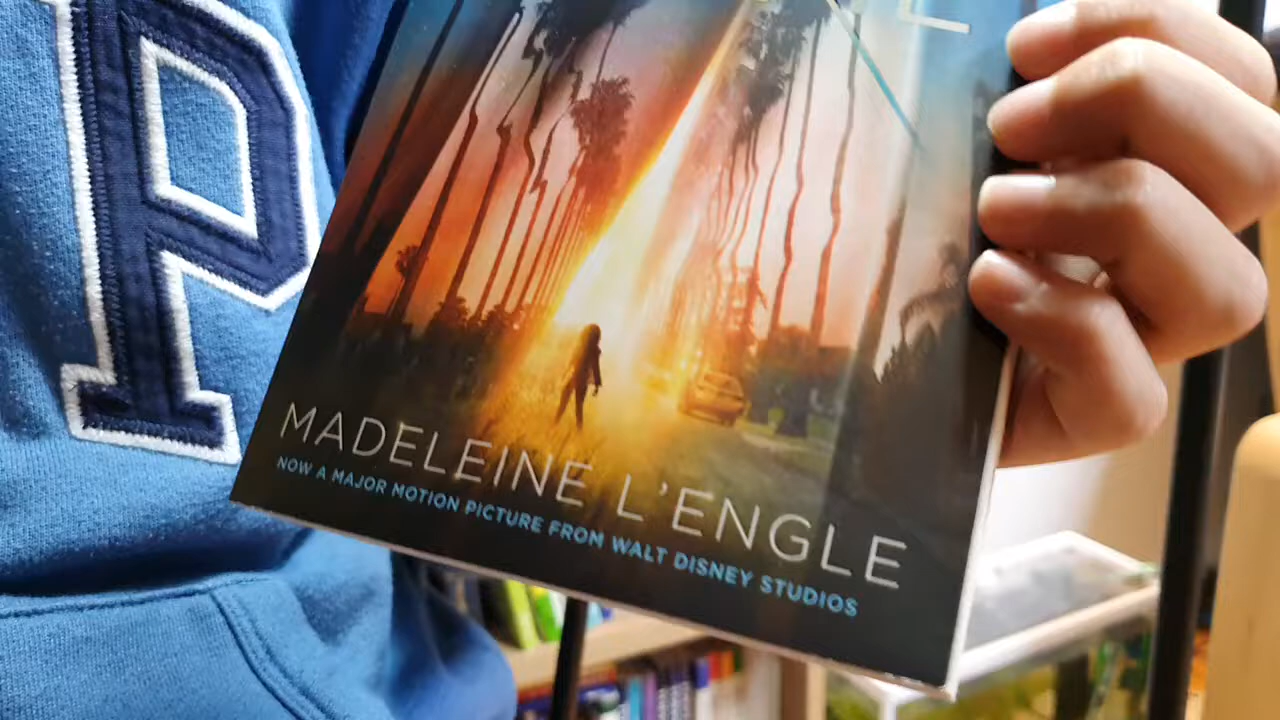 P
MADELEINE L'ENGLE
NOW A MAJOR MOTION PICTURE FROM WALT DISNEY STUDIOS